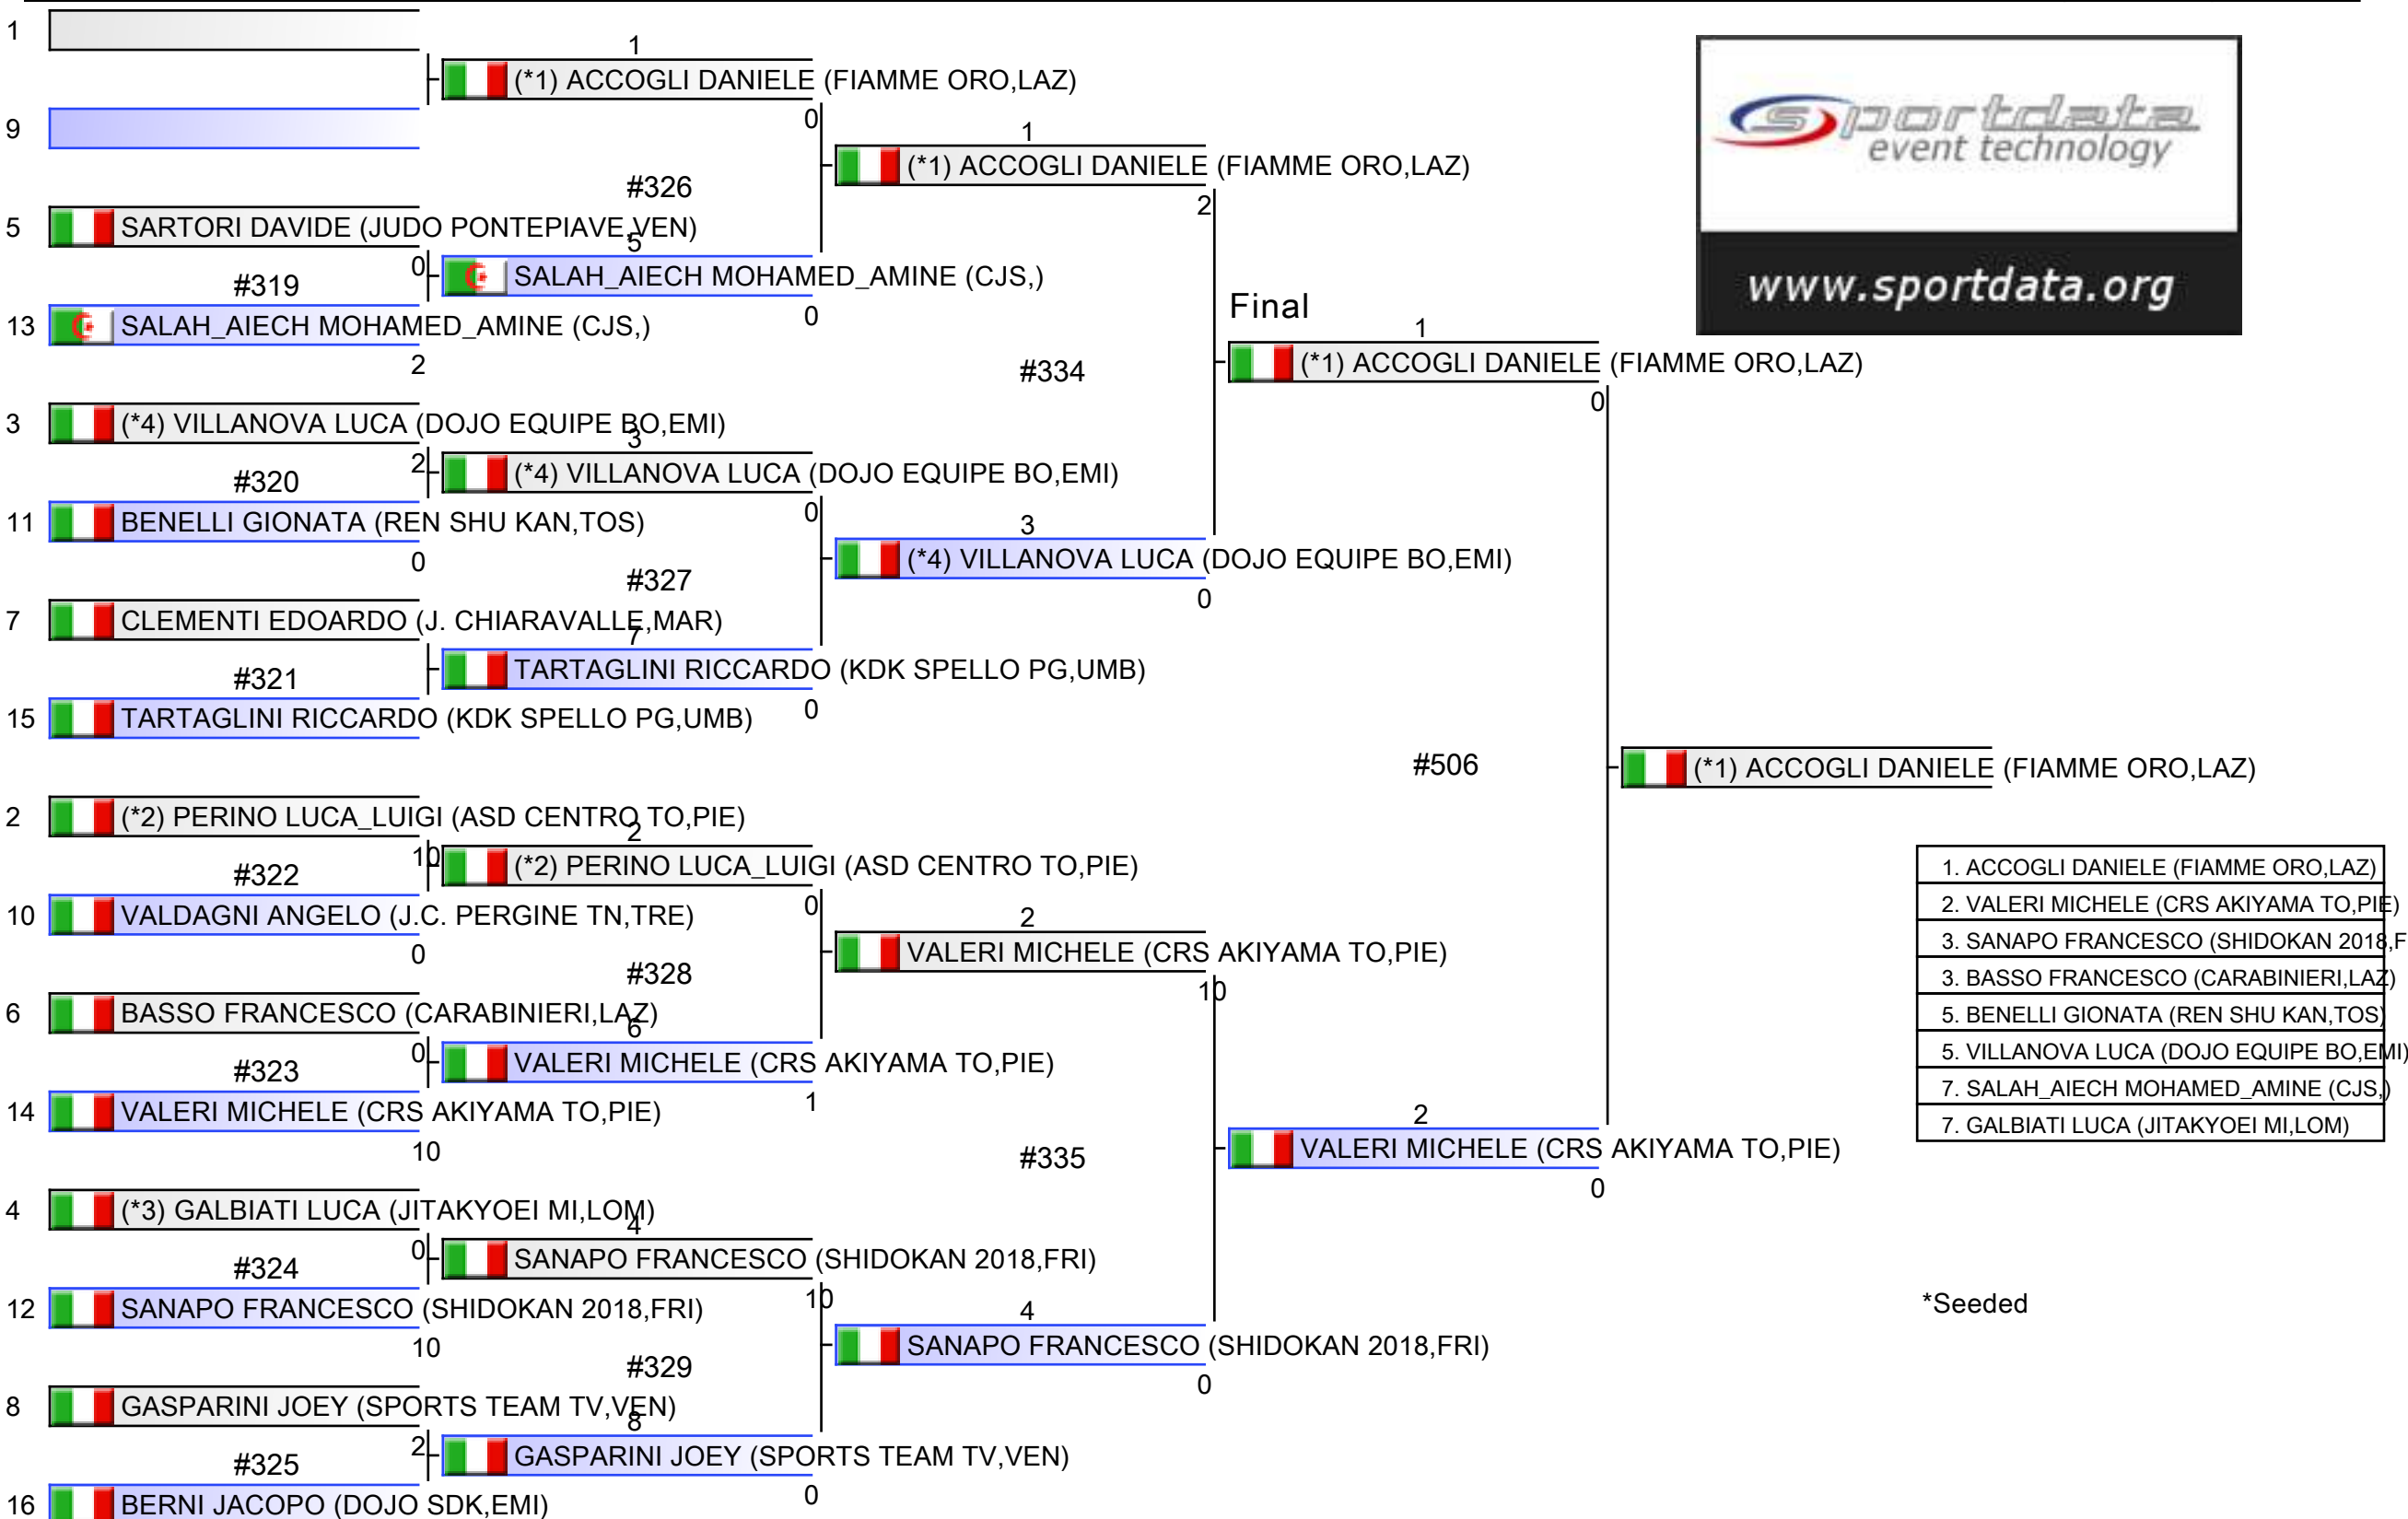 1
1
(*1) ACCOGLI DANIELE (FIAMME ORO,LAZ)
9
0
1
(*1) ACCOGLI DANIELE (FIAMME ORO,LAZ)
#326
2
5
SARTORI DAVIDE (JUDO PONTEPIAVE,VEN)
5
0
SALAH_AIECH MOHAMED_AMINE (CJS,)
#319
0
13
SALAH_AIECH MOHAMED_AMINE (CJS,)
2
sportdata
event technology
www.sportdata.org
Final
1
#334
(*1) ACCOGLI DANIELE (FIAMME ORO,LAZ)
0
3
(*4) VILLANOVA LUCA (DOJO EQUIPE BO,EMI)
3
2
(*4) VILLANOVA LUCA (DOJO EQUIPE BO,EMI)
#320
0
11
BENELLI GIONATA (REN SHU KAN,TOS)
3
0
(*4) VILLANOVA LUCA (DOJO EQUIPE BO,EMI)
#327
0
7
CLEMENTI EDOARDO (J. CHIARAVALLE,MAR)
7
TARTAGLINI RICCARDO (KDK SPELLO PG,UMB)
#321
0
15
TARTAGLINI RICCARDO (KDK SPELLO PG,UMB)
#506
(*1) ACCOGLI DANIELE (FIAMME ORO,LAZ)
2
(*2) PERINO LUCA_LUIGI (ASD CENTRO TO,PIE)
2
10
(*2) PERINO LUCA_LUIGI (ASD CENTRO TO,PIE)
#322
0
10
VALDAGNI ANGELO (J.C. PERGINE TN,TRE)
2
0
VALERI MICHELE (CRS AKIYAMA TO,PIE)
#328
10
6
BASSO FRANCESCO (CARABINIERI,LAZ)
6
0
VALERI MICHELE (CRS AKIYAMA TO,PIE)
#323
1
14
VALERI MICHELE (CRS AKIYAMA TO,PIE)
10
#335
2
VALERI MICHELE (CRS AKIYAMA TO,PIE)
0
1. ACCOGLI DANIELE (FIAMME ORO,LAZ)
2. VALERI MICHELE (CRS AKIYAMA TO,PIE)
3. SANAPO FRANCESCO (SHIDOKAN 2018,F
3. BASSO FRANCESCO (CARABINIERI,LAZ)
5. BENELLI GIONATA (REN SHU KAN,TOS)
5. VILLANOVA LUCA (DOJO EQUIPE BO,EMI)
7. SALAH_AIECH MOHAMED_AMINE (CJS,)
7. GALBIATI LUCA (JITAKYOEI MI,LOM)
4
(*3) GALBIATI LUCA (JITAKYOEI MI,LOM)
4
0
SANAPO FRANCESCO (SHIDOKAN 2018,FRI)
#324
10
12
SANAPO FRANCESCO (SHIDOKAN 2018,FRI)
10
4
SANAPO FRANCESCO (SHIDOKAN 2018,FRI)
#329
0
8
GASPARINI JOEY (SPORTS TEAM TV,VEN)
8
2
GASPARINI JOEY (SPORTS TEAM TV,VEN)
#325
0
16
BERNI JACOPO (DOJO SDK,EMI)
*Seeded